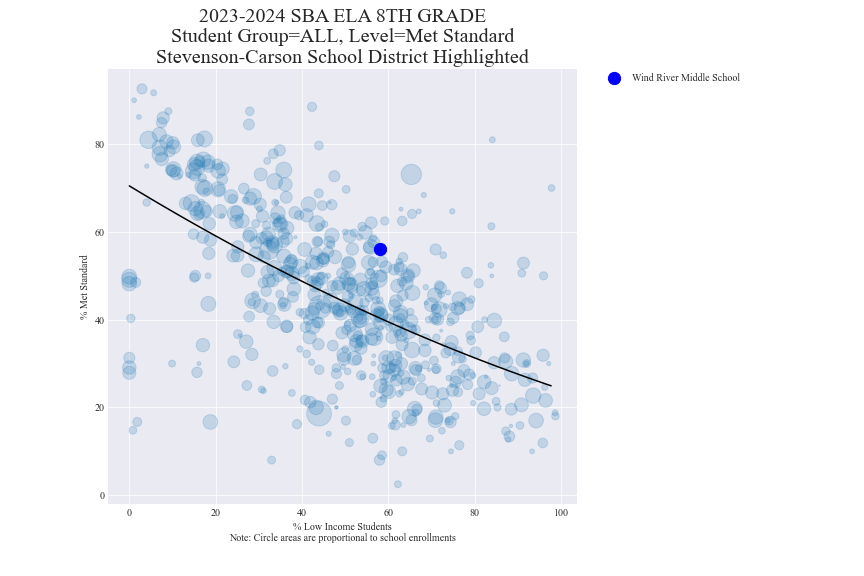 2023-2024 SBA ELA 8TH GRADE
Student Group=ALL, Level=Met Standard
Stevenson-Carson School District Highlighted
Wind River Middle School
% Met Standard
80
60
40
20
0
0 20 40 60 80 100
% Low Income Students
Note: Circle areas are proportional to school enrollments